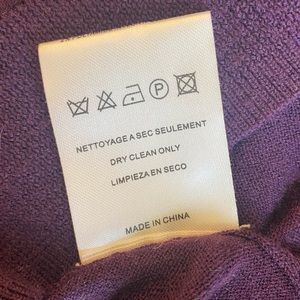 NETTOYAGE A SEC SEULEMENT
DRY CLEAN ONLY
LIMPIEZA EN SECO
MADE IN CHINA